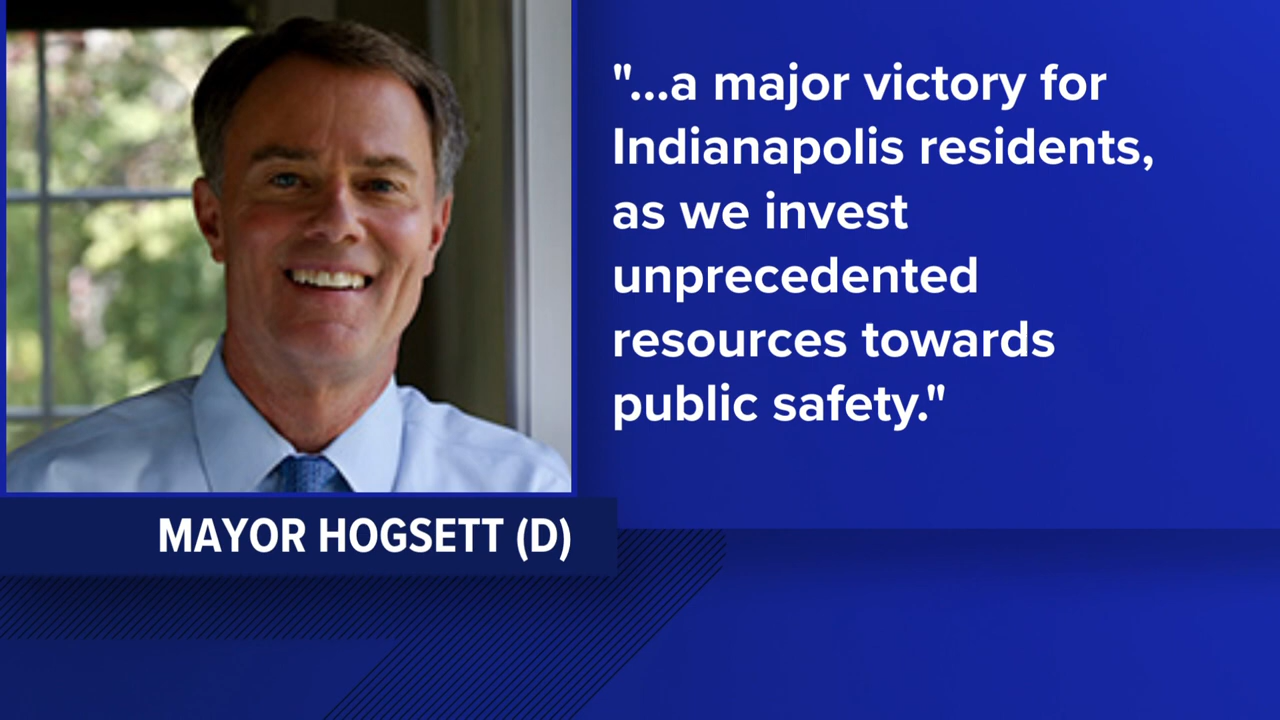 "...a major victory for
Indianapolis residents,
as we invest
unprecedented
resources towards
public safety."
MAYOR HOGSETT (D)